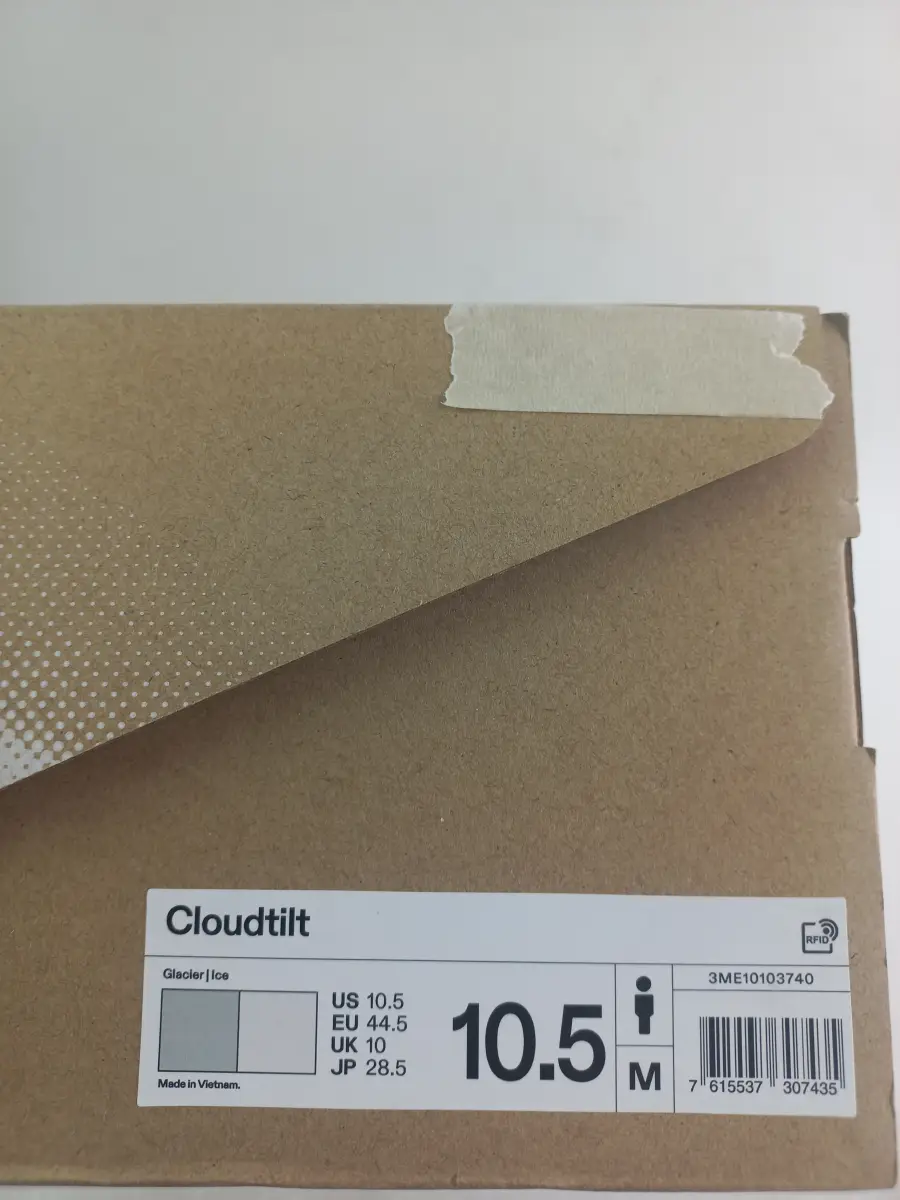 Cloudtilt
RFID
Glacier | Ice
US 10.5
EU 44.5
UK 10
JP 28.5
Made in Vietnam.
10.5
M
3ME10103740
7 615537 307435